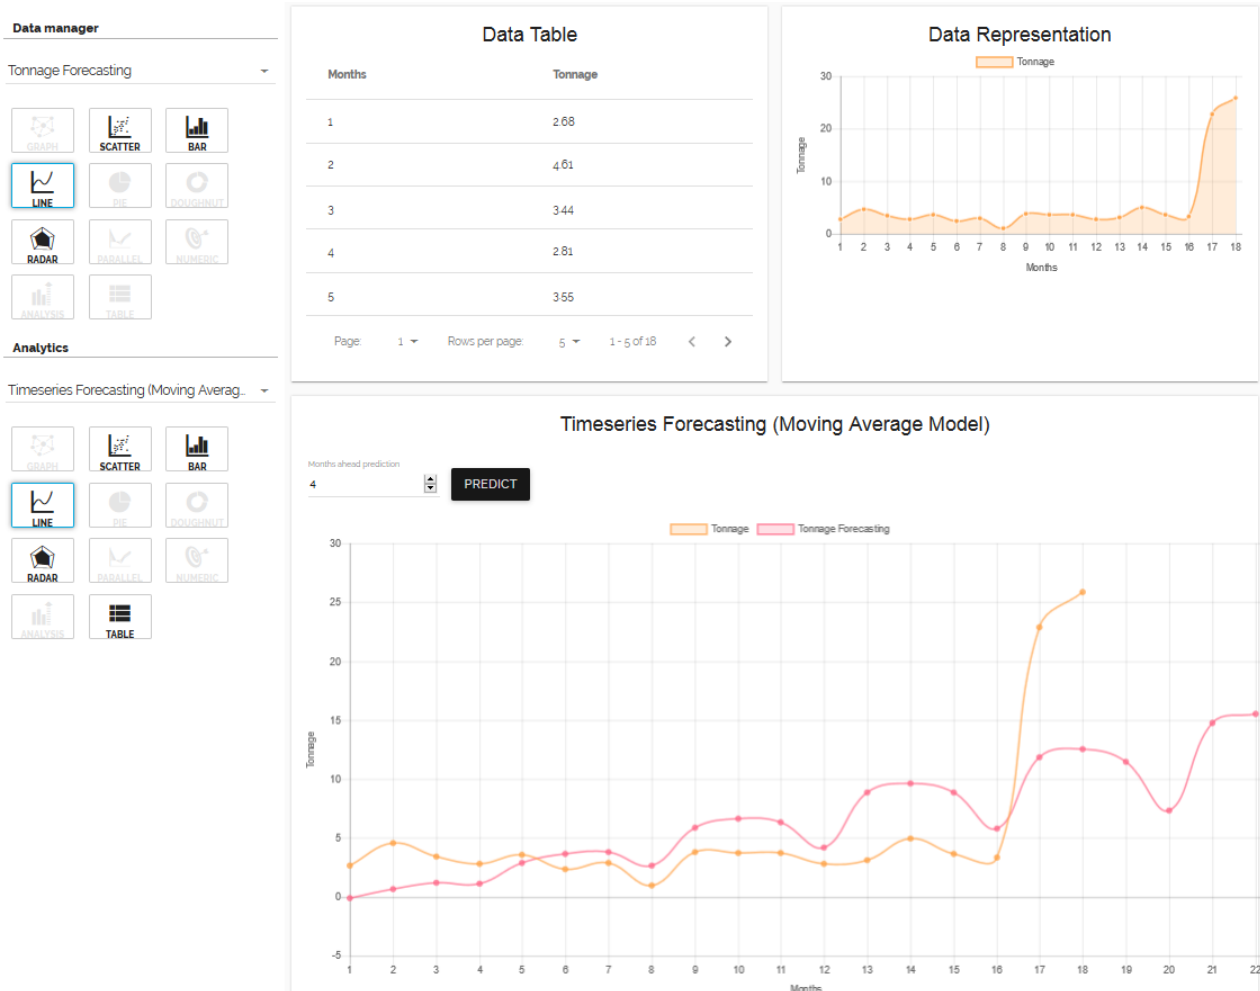 Data manager
Tonnage Forecasting
GRAPH
SCATTER
BAR
LINE
PIE
DOUGHNUT
RADAR
PARALLEL
NUMERIC
ANALYSIS
TABLE
Analytics
Timeseries Forecasting (Moving Averag...
GRAPH
SCATTER
BAR
LINE
PIE
DOUGHNUT
RADAR
PARALLEL
NUMERIC
ANALYSIS
TABLE
Data Table
Months Tonnage
1 2.68
2 4.61
3 3.44
4 2.81
5 3.55
Page: 1 Rows per page: 5 1 - 5 of 18
Data Representation
Tonnage
30
20
10
0
Tonnage
1 2 3 4 5 6 7 8 9 10 11 12 13 14 15 16 17 18
Months
Timeseries Forecasting (Moving Average Model)
Months ahead prediction
4
PREDICT
Tonnage Tonnage Forecasting
30
25
20
15
10
5
0
-5
Tonnage
1 2 3 4 5 6 7 8 9 10 11 12 13 14 15 16 17 18 19 20 21 22
Months